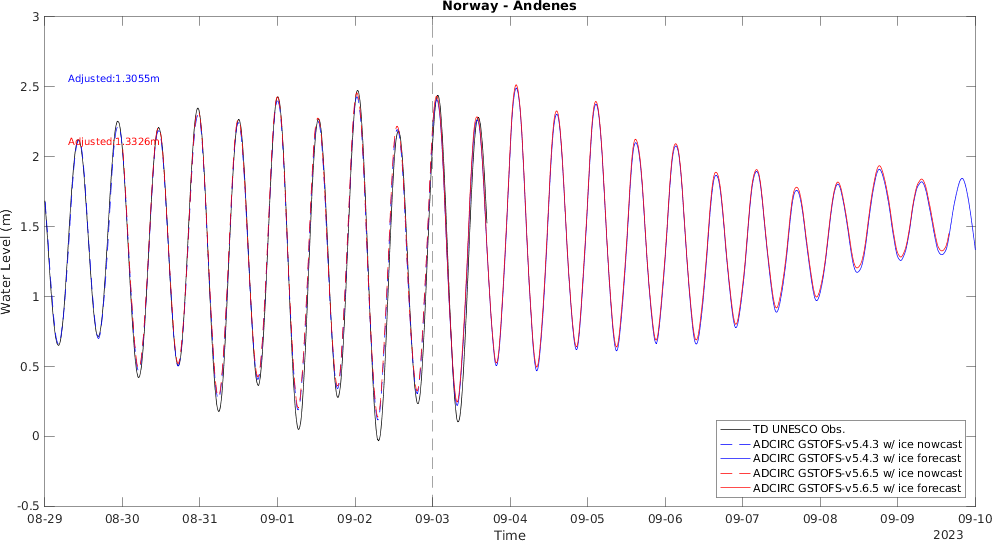 Norway - Andenes
Adjusted:1.3055m
Adjusted:1.3326m
Water Level (m)
3
2.5
2
1.5
1
0.5
0
-0.5
08-29 08-30 08-31 09-01 09-02 09-03 09-04 09-05 09-06 09-07 09-08 09-09 09-10
Time
2023
TD UNESCO Obs.
ADCIRC GSTOFS-v5.4.3 w/ ice nowcast
ADCIRC GSTOFS-v5.4.3 w/ ice forecast
ADCIRC GSTOFS-v5.6.5 w/ ice nowcast
ADCIRC GSTOFS-v5.6.5 w/ ice forecast